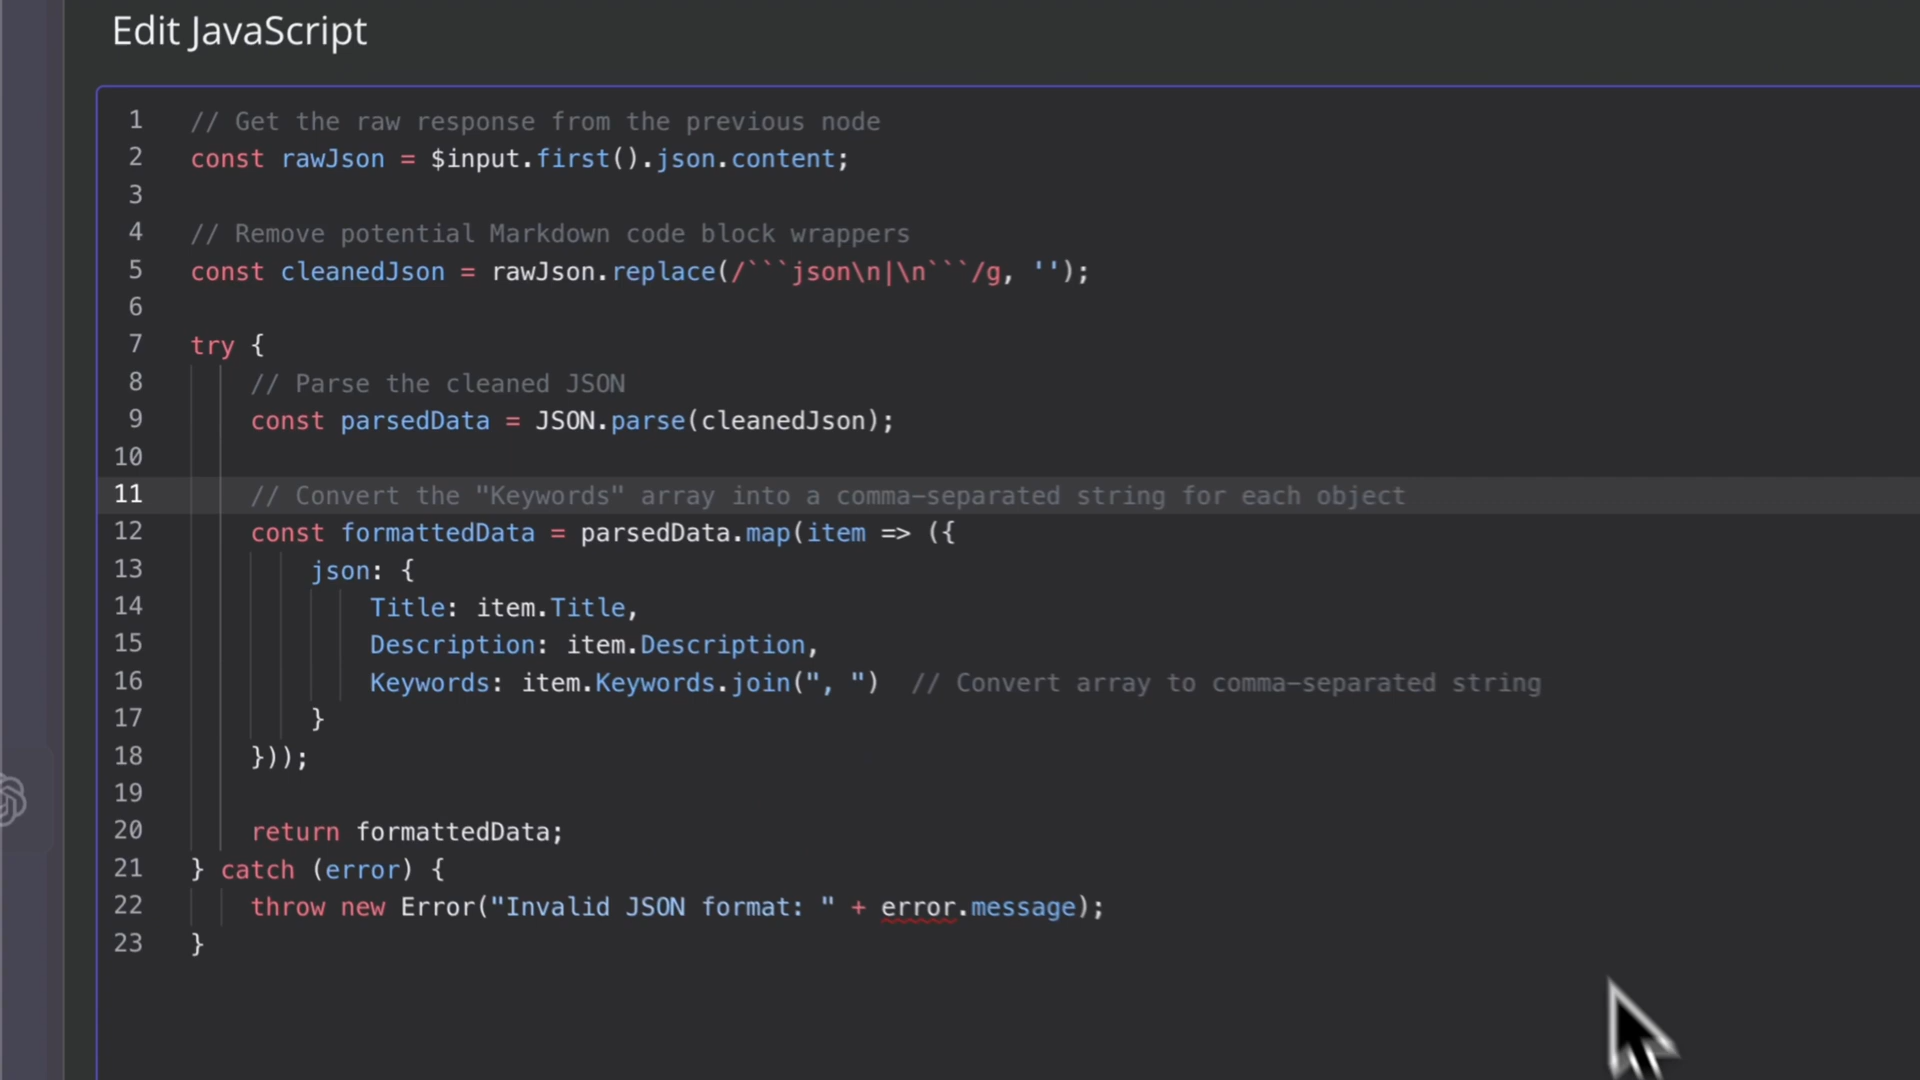 Edit JavaScript
1 // Get the raw response from the previous node
2 const rawJson = $input.first().json.content;
3
4 // Remove potential Markdown code block wrappers
5 const cleanedJson = rawJson.replace(/```json\n|\n```/g, '');
6
7 try {
8 // Parse the cleaned JSON
9 const parsedData = JSON.parse(cleanedJson);
10
11 // Convert the "Keywords" array into a comma-separated string for each object
12 const formattedData = parsedData.map(item => ({
13 json: {
14 Title: item.Title,
15 Description: item.Description,
16 Keywords: item.Keywords.join(", ") // Convert array to comma-separated string
17 }
18 }));
19
20 return formattedData;
21 } catch (error) {
22 throw new Error("Invalid JSON format: " + error.message);
23 }